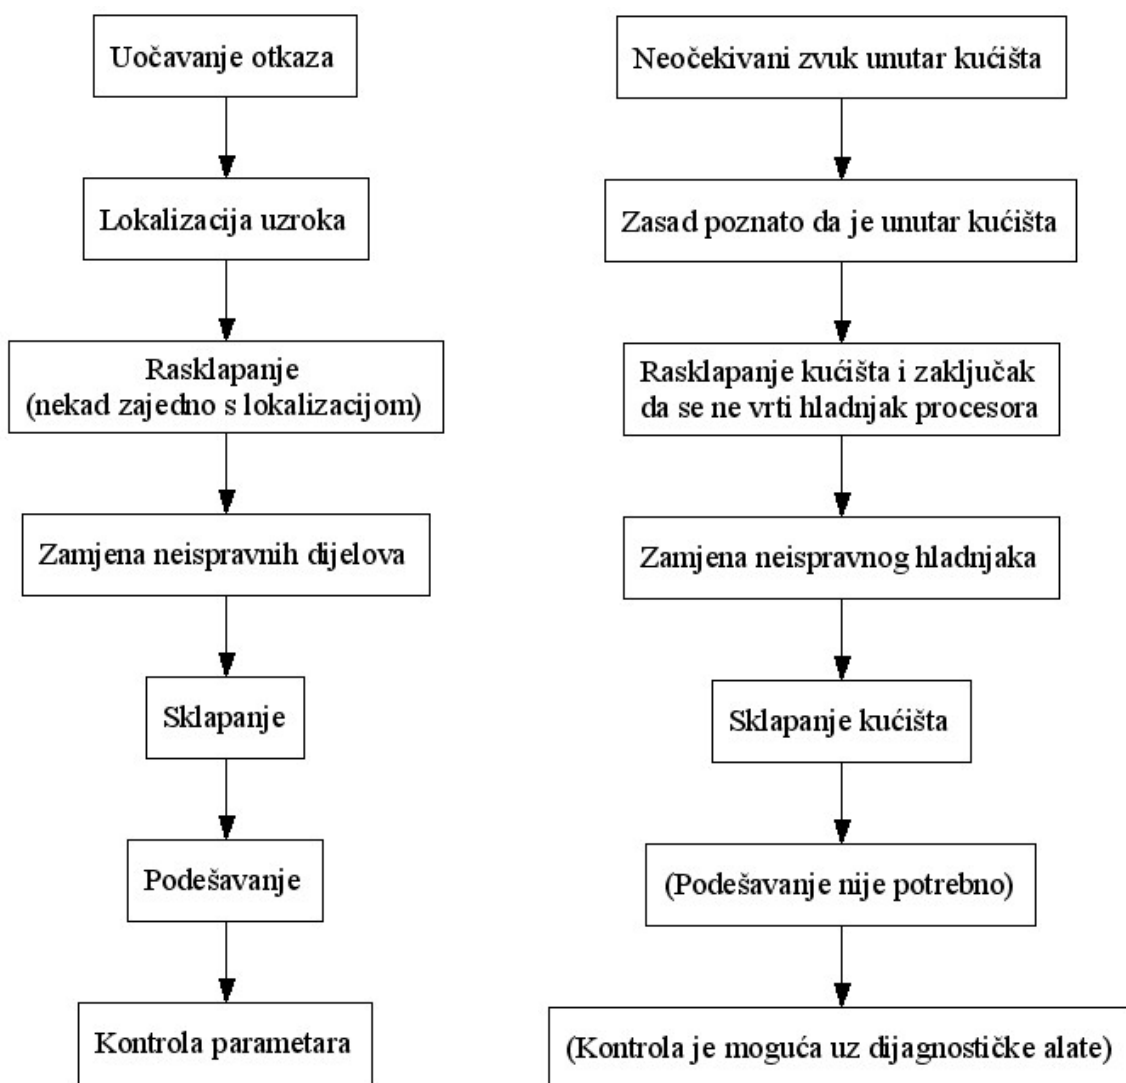 Uočavanje otkaza
Lokalizacija uzroka
Rasklapanje
(nekad zajedno s lokalizacijom)
Zamjena neispravnih dijelova
Sklapanje
Podešavanje
Kontrola parametara
Neočekivani zvuk unutar kućišta
Zasad poznato da je unutar kućišta
Rasklapanje kućišta i zaključak
da se ne vrti hladnjak procesora
Zamjena neispravnog hladnjaka
Sklapanje kućišta
(Podešavanje nije potrebno)
(Kontrola je moguća uz dijagnostičke alate)